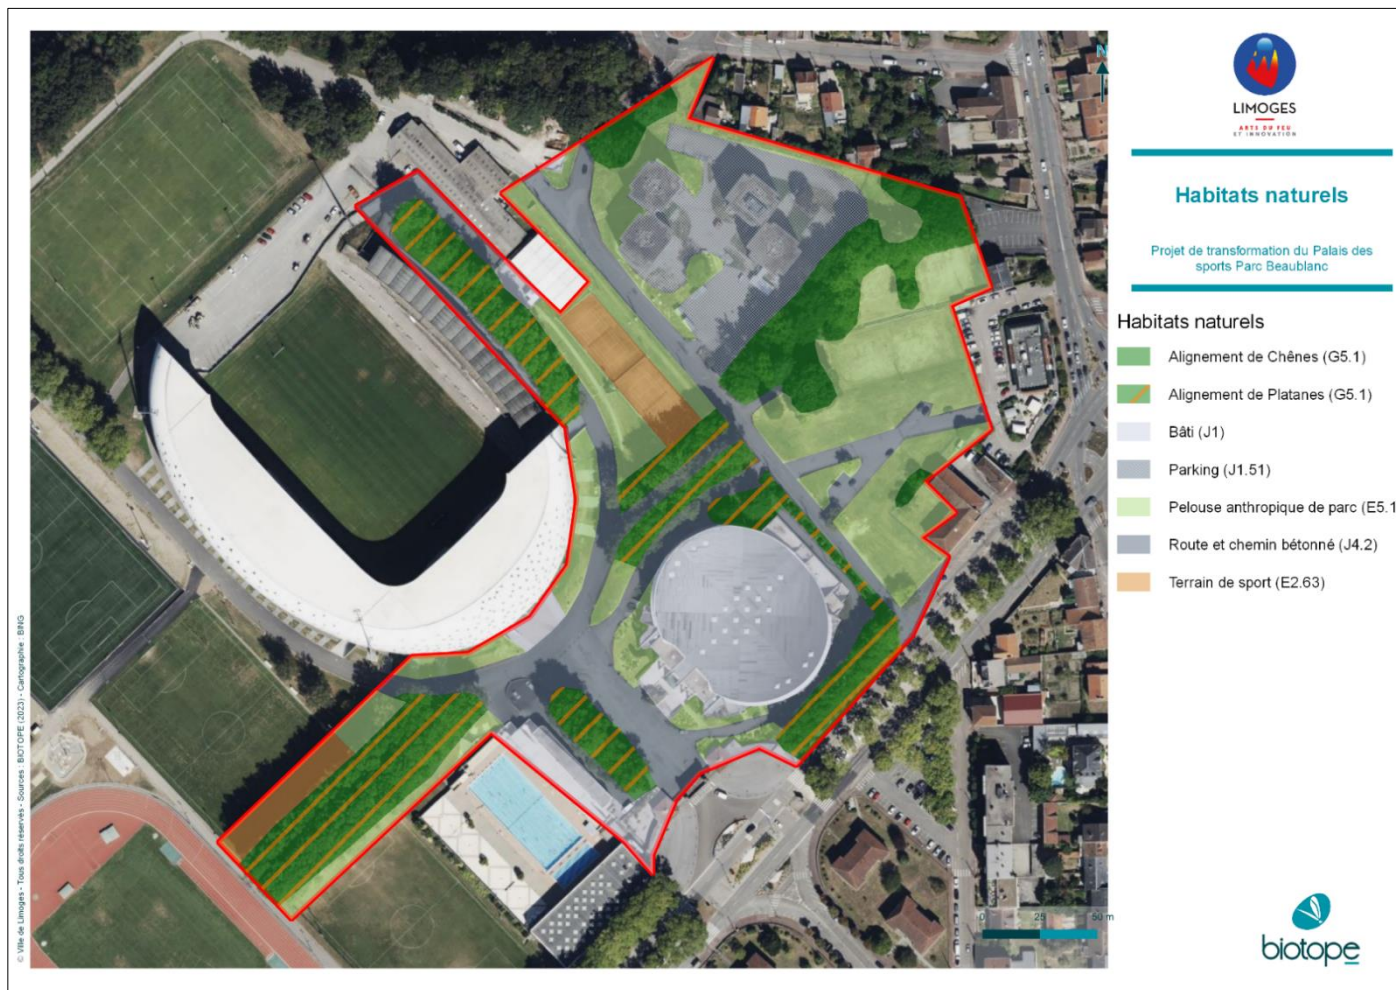 N
LIMOGES
ARTS DU FEU
ET INNOVATION
Habitats naturels
Projet de transformation du Palais des
sports Parc Beaublanc
Habitats naturels
Alignement de Chênes (G5.1)
Alignement de Platanes (G5.1)
Bâti (J1)
Parking (J1.51)
Pelouse anthropique de parc (E5.1
Route et chemin bétonné (J4.2)
Terrain de sport (E2.63)
© Ville de Limoges - Tous droits réservés - Sources : BIOTOPE (2023) - Cartographie : BING
0 25 50 m
biotope